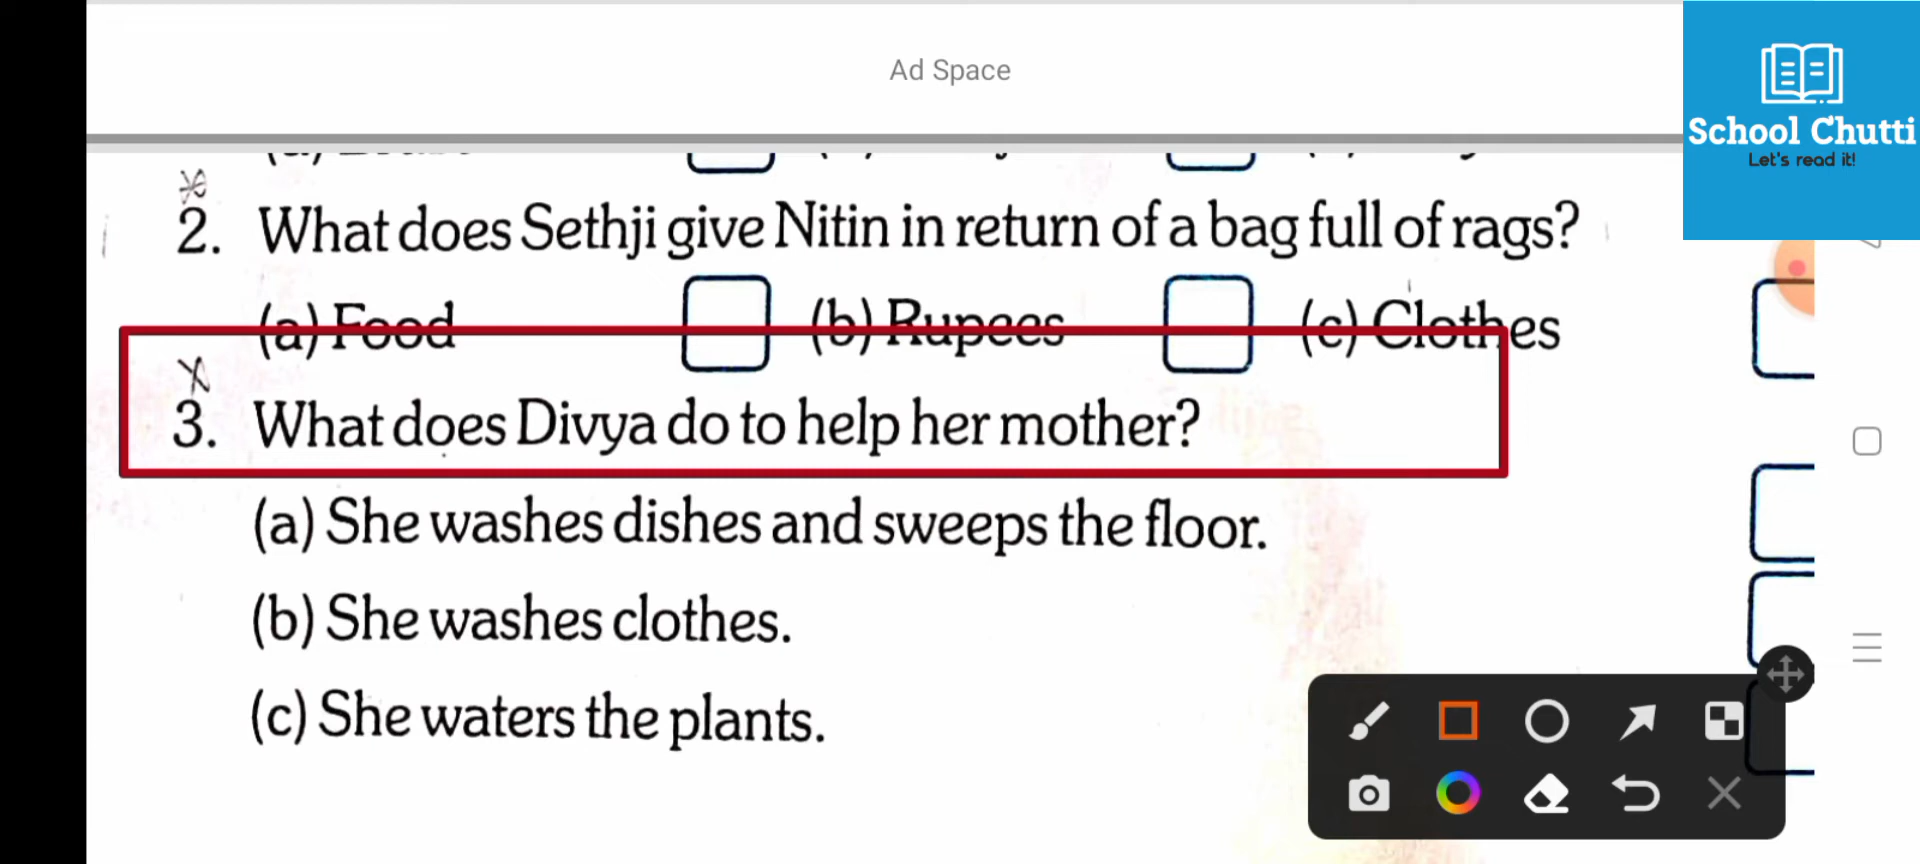 Ad Space
School Chutti
Let's read it!
2. What does Sethji give Nitin in return of a bag full of rags?
(a) Food (b) Rupees (c) Clothes
3. What does Divya do to help her mother?
(a) She washes dishes and sweeps the floor.
(b) She washes clothes.
(c) She waters the plants.